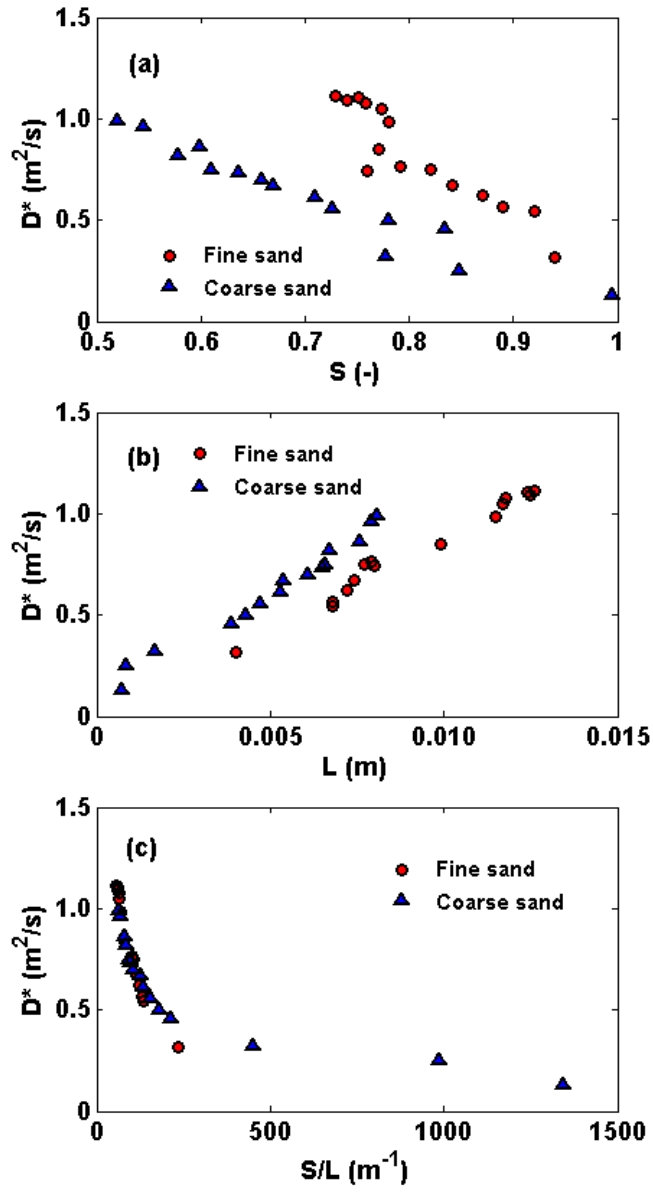 1.5
(a)
1.0
D* (m²/s)
0.5
Fine sand
Coarse sand
0
0.5 0.6 0.7 0.8 0.9 1
S (-)
1.5
(b)
Fine sand
Coarse sand
1.0
D* (m²/s)
0.5
0
0 0.005 0.010 0.015
L (m)
1.5
(c)
Fine sand
Coarse sand
1.0
D* (m²/s)
0.5
0
0 500 1000 1500
S/L (m⁻¹)